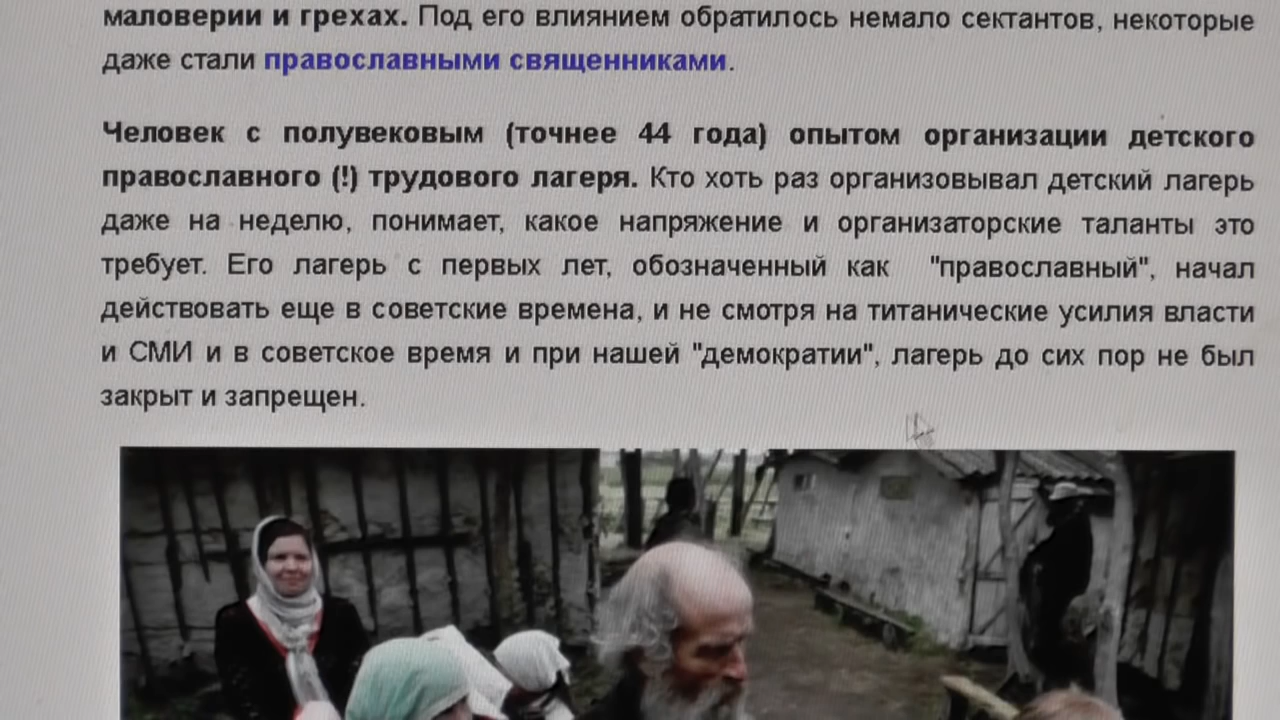 маловерии и грехах. Под его влиянием обратилось немало сектантов, некоторые
даже стали православными священниками.
Человек с полувековым (точнее 44 года) опытом организации детского
православного (!) трудового лагеря. Кто хоть раз организовывал детский лагерь
даже на неделю, понимает, какое напряжение и организаторские таланты это
требует. Его лагерь с первых лет, обозначенный как "православный", начал
действовать еще в советские времена, и не смотря на титанические усилия власти
и СМИ и в советское время и при нашей "демократии", лагерь до сих пор не был
закрыт и запрещен.